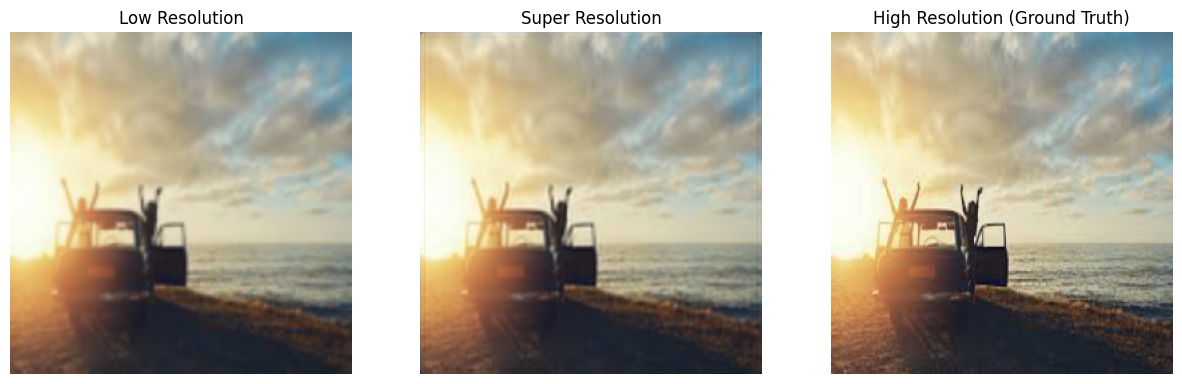 Low Resolution
Super Resolution
High Resolution (Ground Truth)